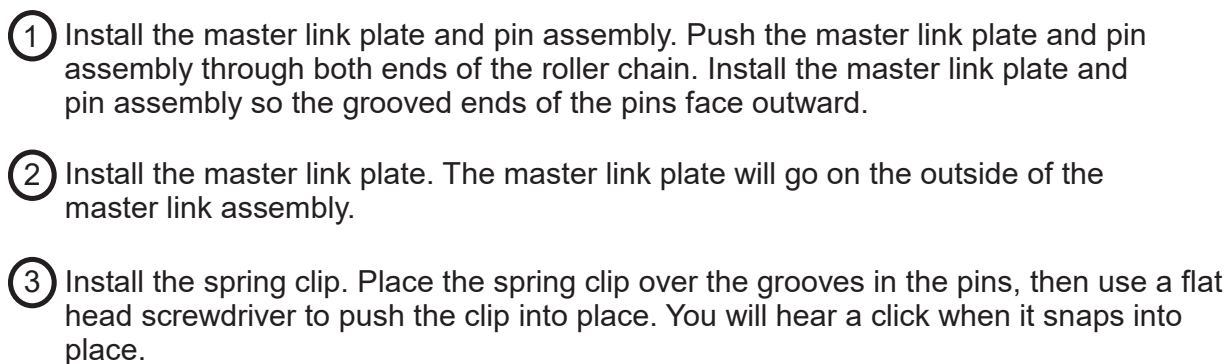 1 Install the master link plate and pin assembly. Push the master link plate and pin
assembly through both ends of the roller chain. Install the master link plate and
pin assembly so the grooved ends of the pins face outward.
2 Install the master link plate. The master link plate will go on the outside of the
master link assembly.
3 Install the spring clip. Place the spring clip over the grooves in the pins, then use a flat
head screwdriver to push the clip into place. You will hear a click when it snaps into
place.